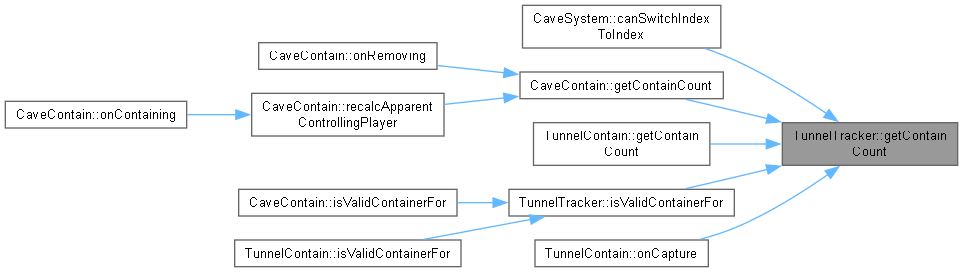 CaveSystem::canSwitchIndex
ToIndex
CaveContain::onRemoving
CaveContain::getContainCount
CaveContain::onContaining
CaveContain::recalcApparent
ControllingPlayer
TunnelContain::getContain
Count
TunnelTracker::getContain
Count
CaveContain::isValidContainerFor
TunnelTracker::isValidContainerFor
TunnelContain::isValidContainerFor
TunnelContain::onCapture